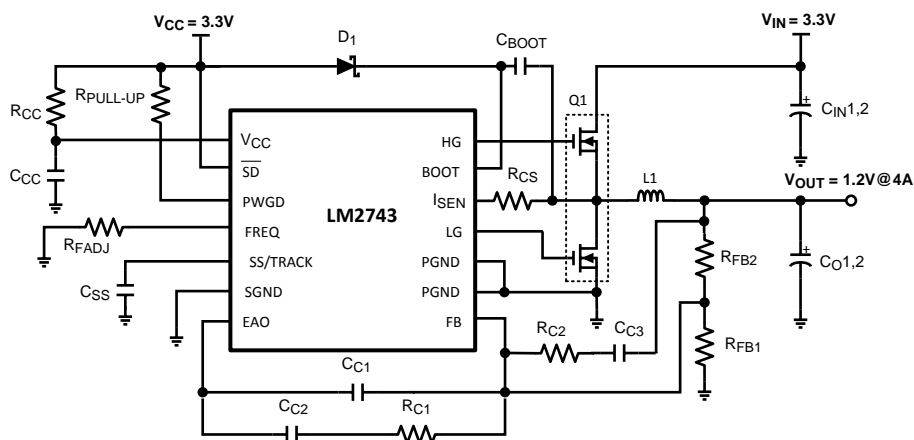 VCC = 3.3V
VIN = 3.3V
D1
CBOOT
RCC
RPULL-UP
Q1
CIN1,2
VCC
HG
SD
BOOT
CCC
RCS
L1
VOUT = 1.2V@4A
PWGD
LM2743
ISEN
FREQ
LG
RFADJ
RFB2
CO1,2
SS/TRACK
PGND
CSS
SGND
PGND
EAO
FB
RC2
CC3
RFB1
CC1
CC2
RC1